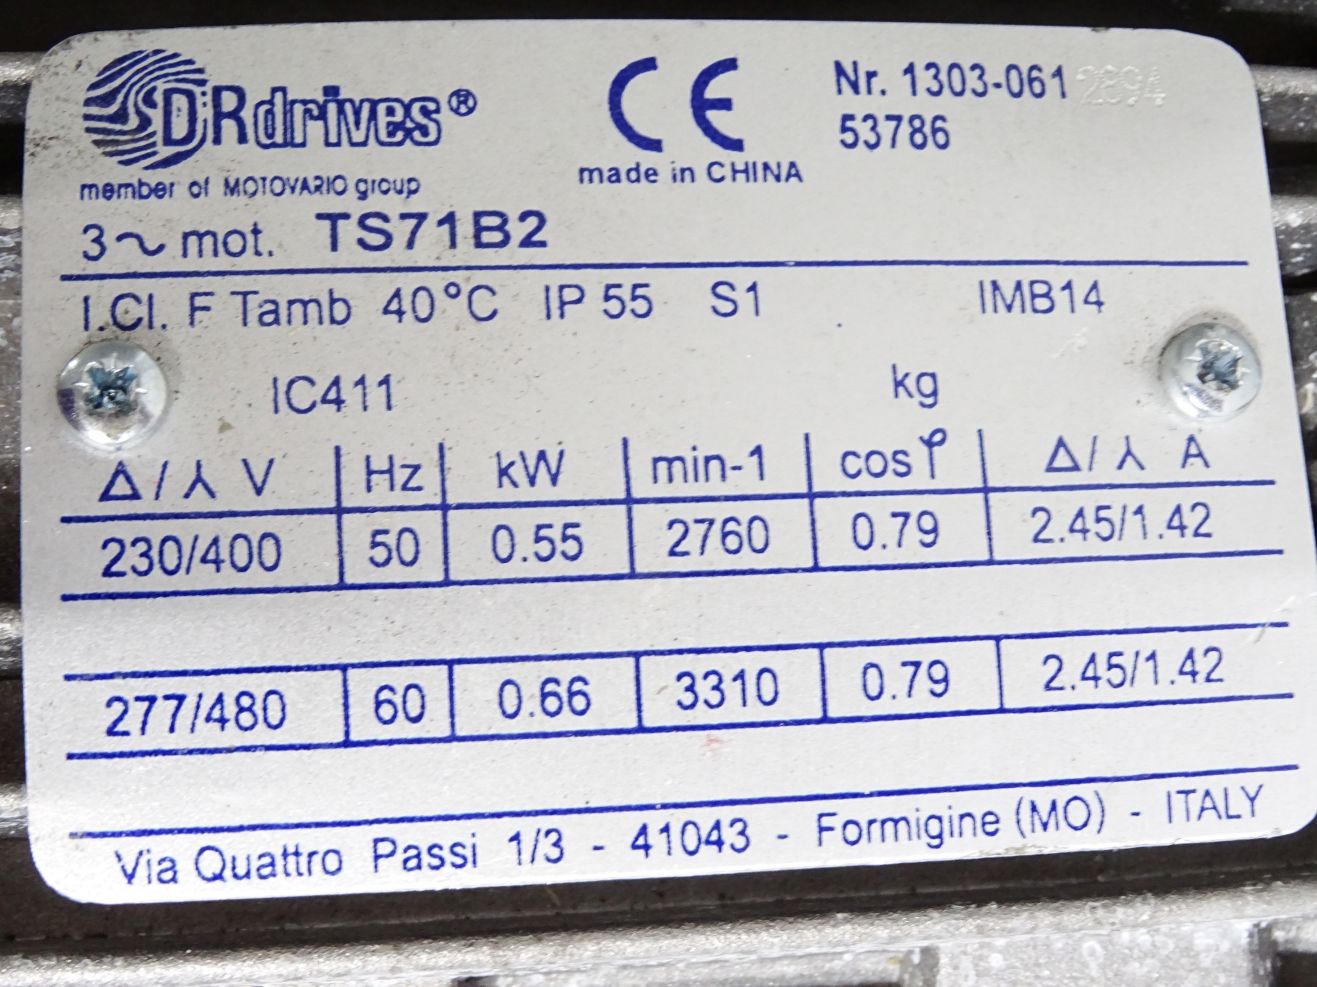 DRdrives®
member of MOTOVARIO group
CE
made in CHINA
Nr. 1303-061 2894
53786
3~ mot. TS71B2
I.Cl. F Tamb 40°C IP 55 S1 IMB14
IC411 kg
Δ/⅄ V Hz kW min-1 cosφ Δ/⅄ A
230/400 50 0.55 2760 0.79 2.45/1.42
277/480 60 0.66 3310 0.79 2.45/1.42
Via Quattro Passi 1/3 - 41043 - Formigine (MO) - ITALY